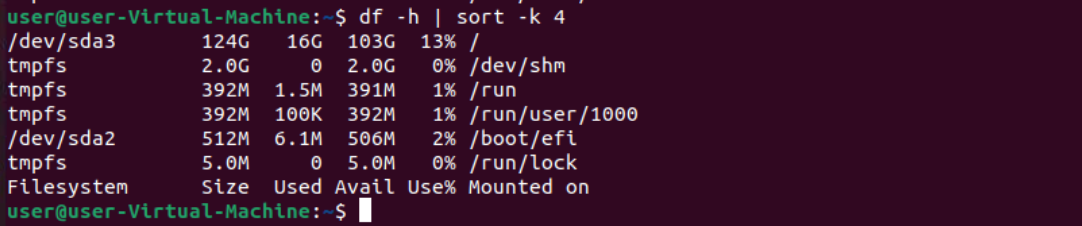 user@user-Virtual-Machine:~$ df -h | sort -k 4
/dev/sda3       124G   16G  103G  13% /
tmpfs           2.0G     0  2.0G   0% /dev/shm
tmpfs           392M  1.5M  391M   1% /run
tmpfs           392M  100K  392M   1% /run/user/1000
/dev/sda2       512M  6.1M  506M   2% /boot/efi
tmpfs           5.0M     0  5.0M   0% /run/lock
Filesystem      Size  Used Avail Use% Mounted on
user@user-Virtual-Machine:~$